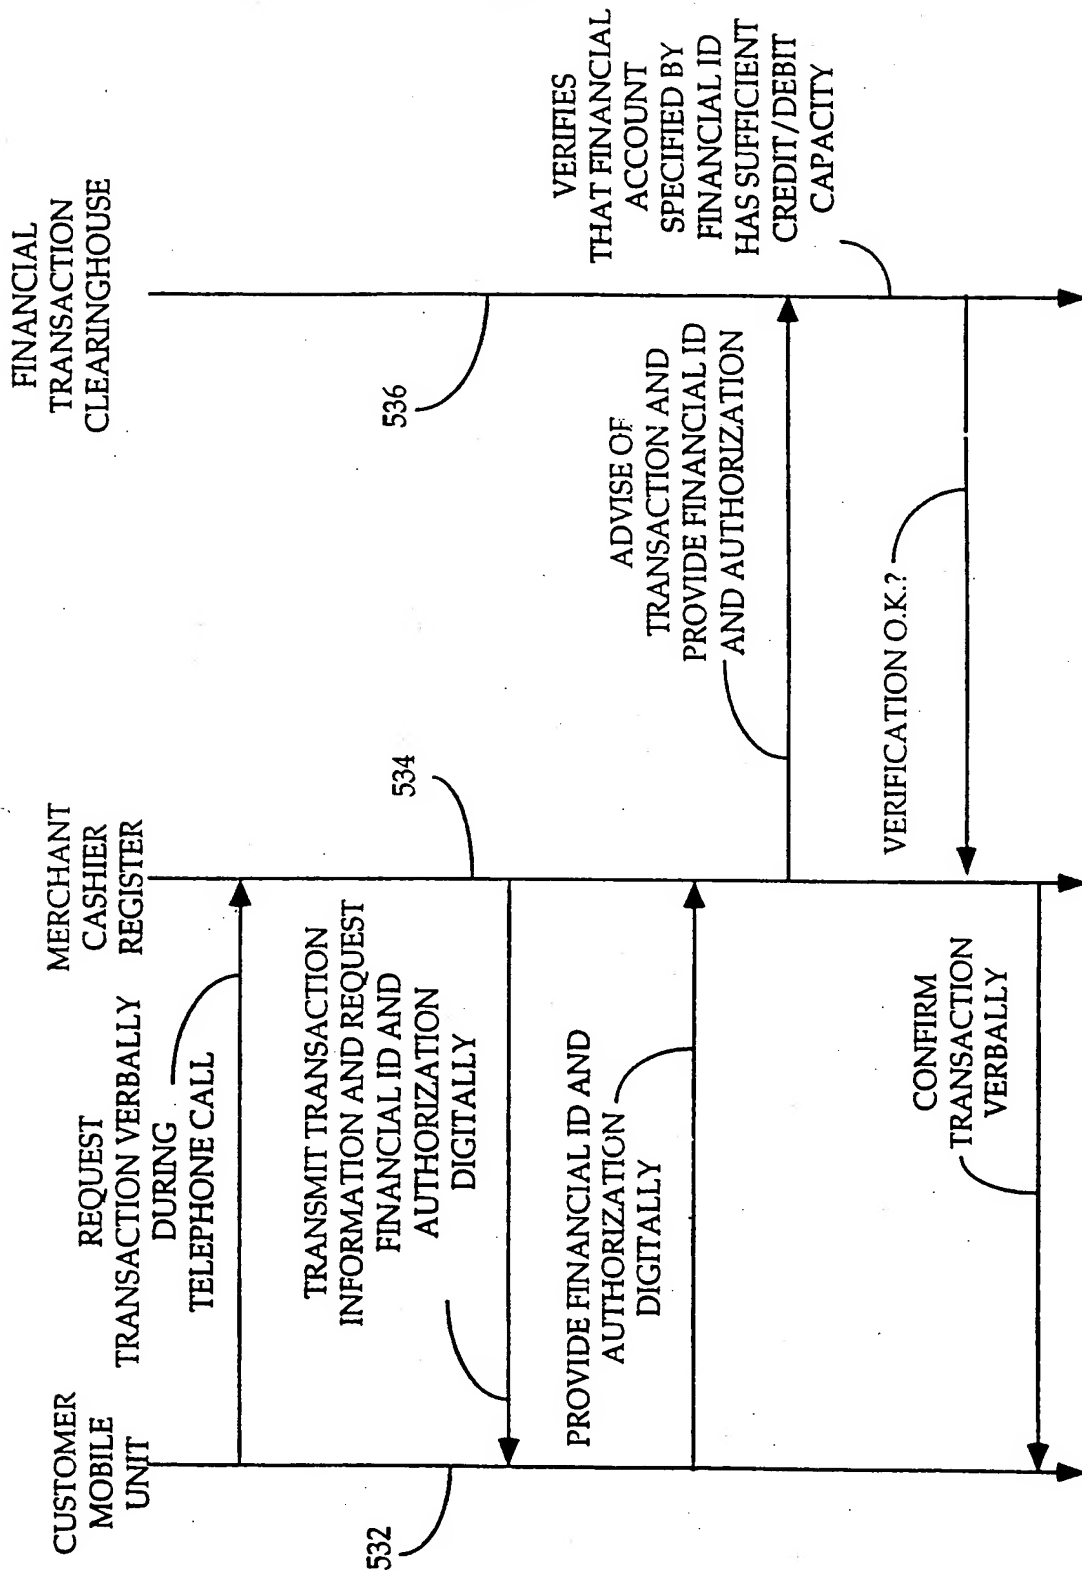 CUSTOMER
MOBILE
UNIT
MERCHANT
CASHIER
REGISTER
FINANCIAL
TRANSACTION
CLEARINGHOUSE
REQUEST
TRANSACTION VERBALLY
DURING
TELEPHONE CALL
532
534
536
TRANSMIT TRANSACTION
INFORMATION AND REQUEST
FINANCIAL ID AND
AUTHORIZATION
DIGITALLY
PROVIDE FINANCIAL ID AND
AUTHORIZATION
DIGITALLY
ADVISE OF
TRANSACTION AND
PROVIDE FINANCIAL ID
AND AUTHORIZATION
VERIFIES
THAT FINANCIAL
ACCOUNT
SPECIFIED BY
FINANCIAL ID
HAS SUFFICIENT
CREDIT/DEBIT
CAPACITY
VERIFICATION O.K.?
CONFIRM
TRANSACTION
VERBALLY